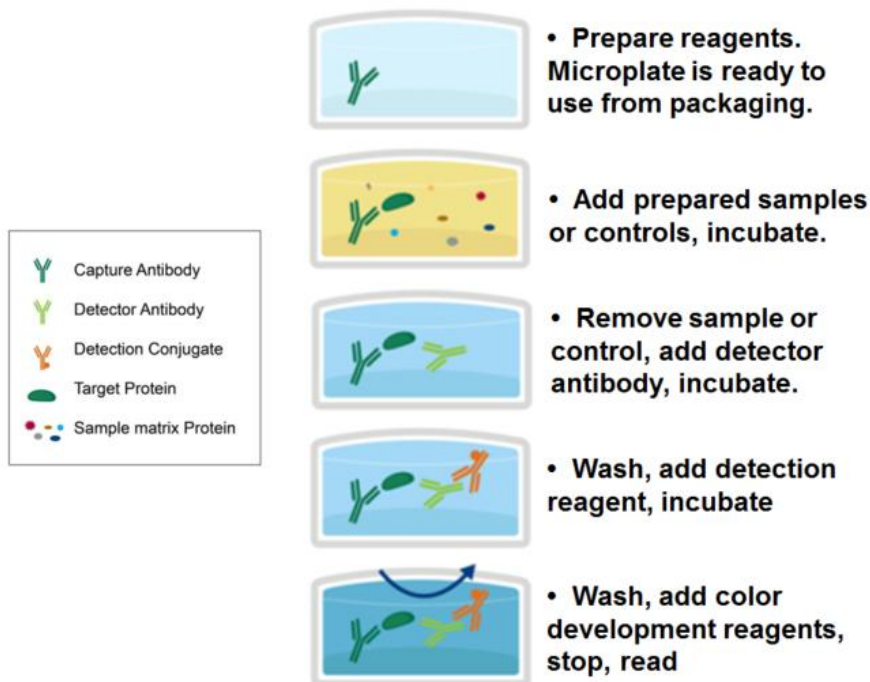 • Prepare reagents.
Microplate is ready to
use from packaging.
• Add prepared samples
or controls, incubate.
Capture Antibody
Detector Antibody
Detection Conjugate
Target Protein
Sample matrix Protein
• Remove sample or
control, add detector
antibody, incubate.
• Wash, add detection
reagent, incubate
• Wash, add color
development reagents,
stop, read